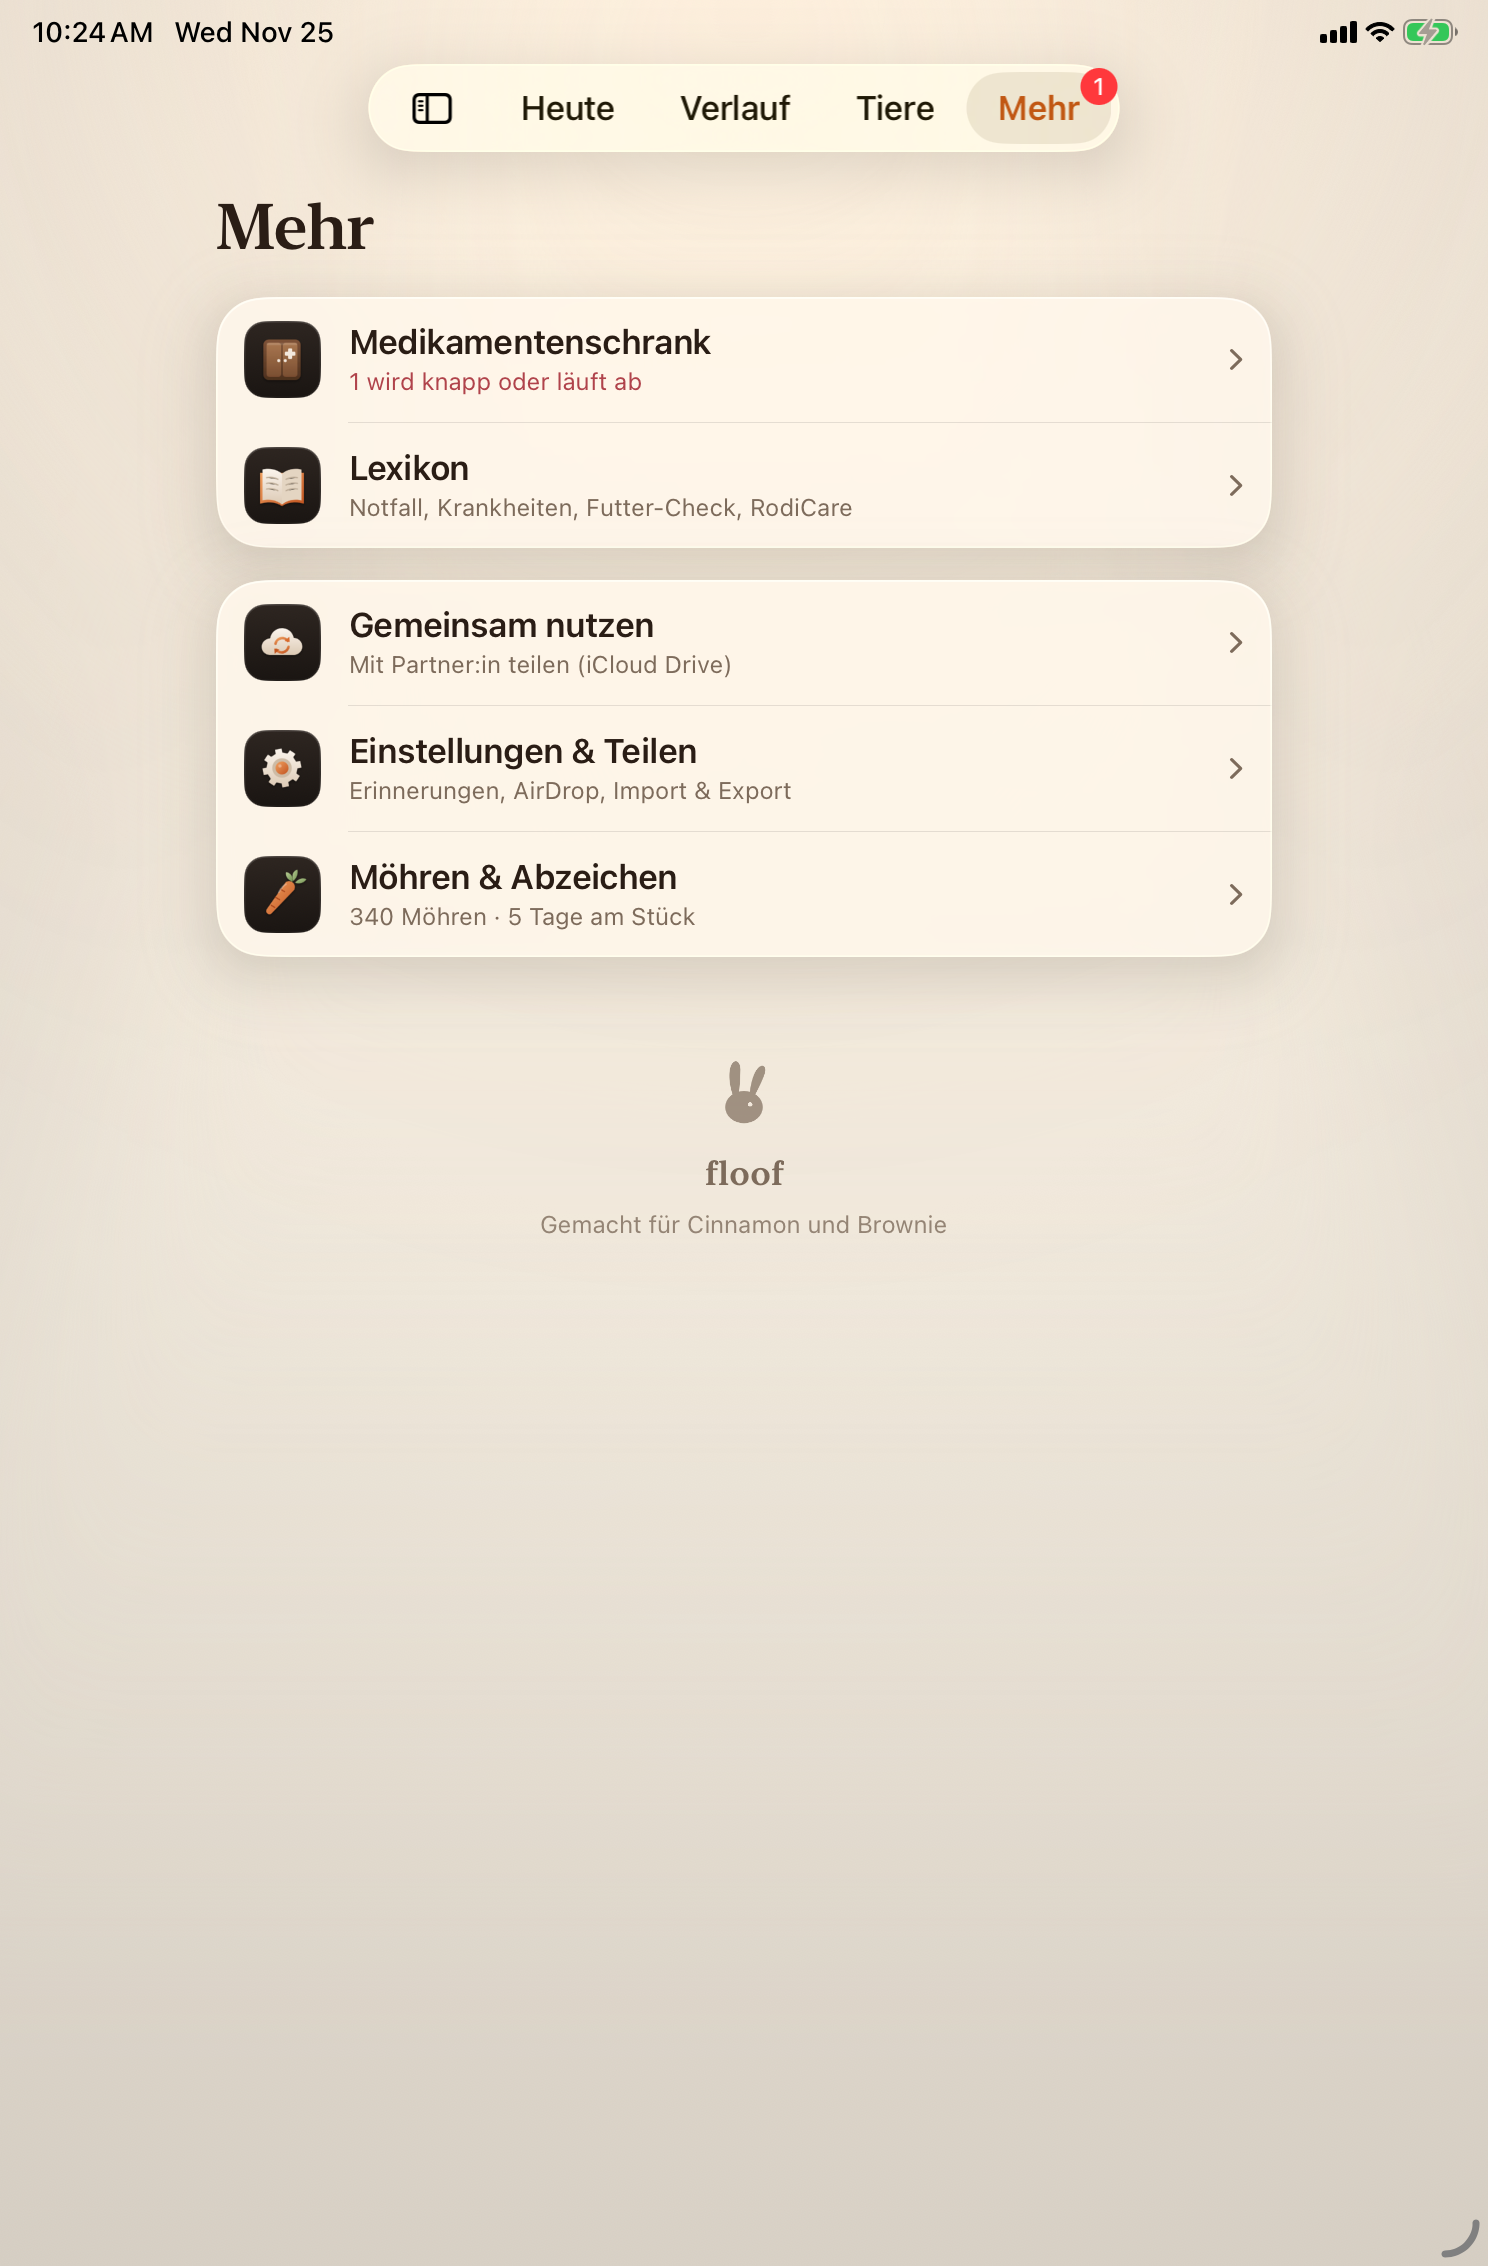 10:24 AM Wed Nov 25
Heute Verlauf Tiere Mehr 1
Mehr
Medikamentenschrank
1 wird knapp oder läuft ab
Lexikon
Notfall, Krankheiten, Futter-Check, RodiCare
Gemeinsam nutzen
Mit Partner:in teilen (iCloud Drive)
Einstellungen & Teilen
Erinnerungen, AirDrop, Import & Export
Möhren & Abzeichen
340 Möhren · 5 Tage am Stück
floof
Gemacht für Cinnamon und Brownie